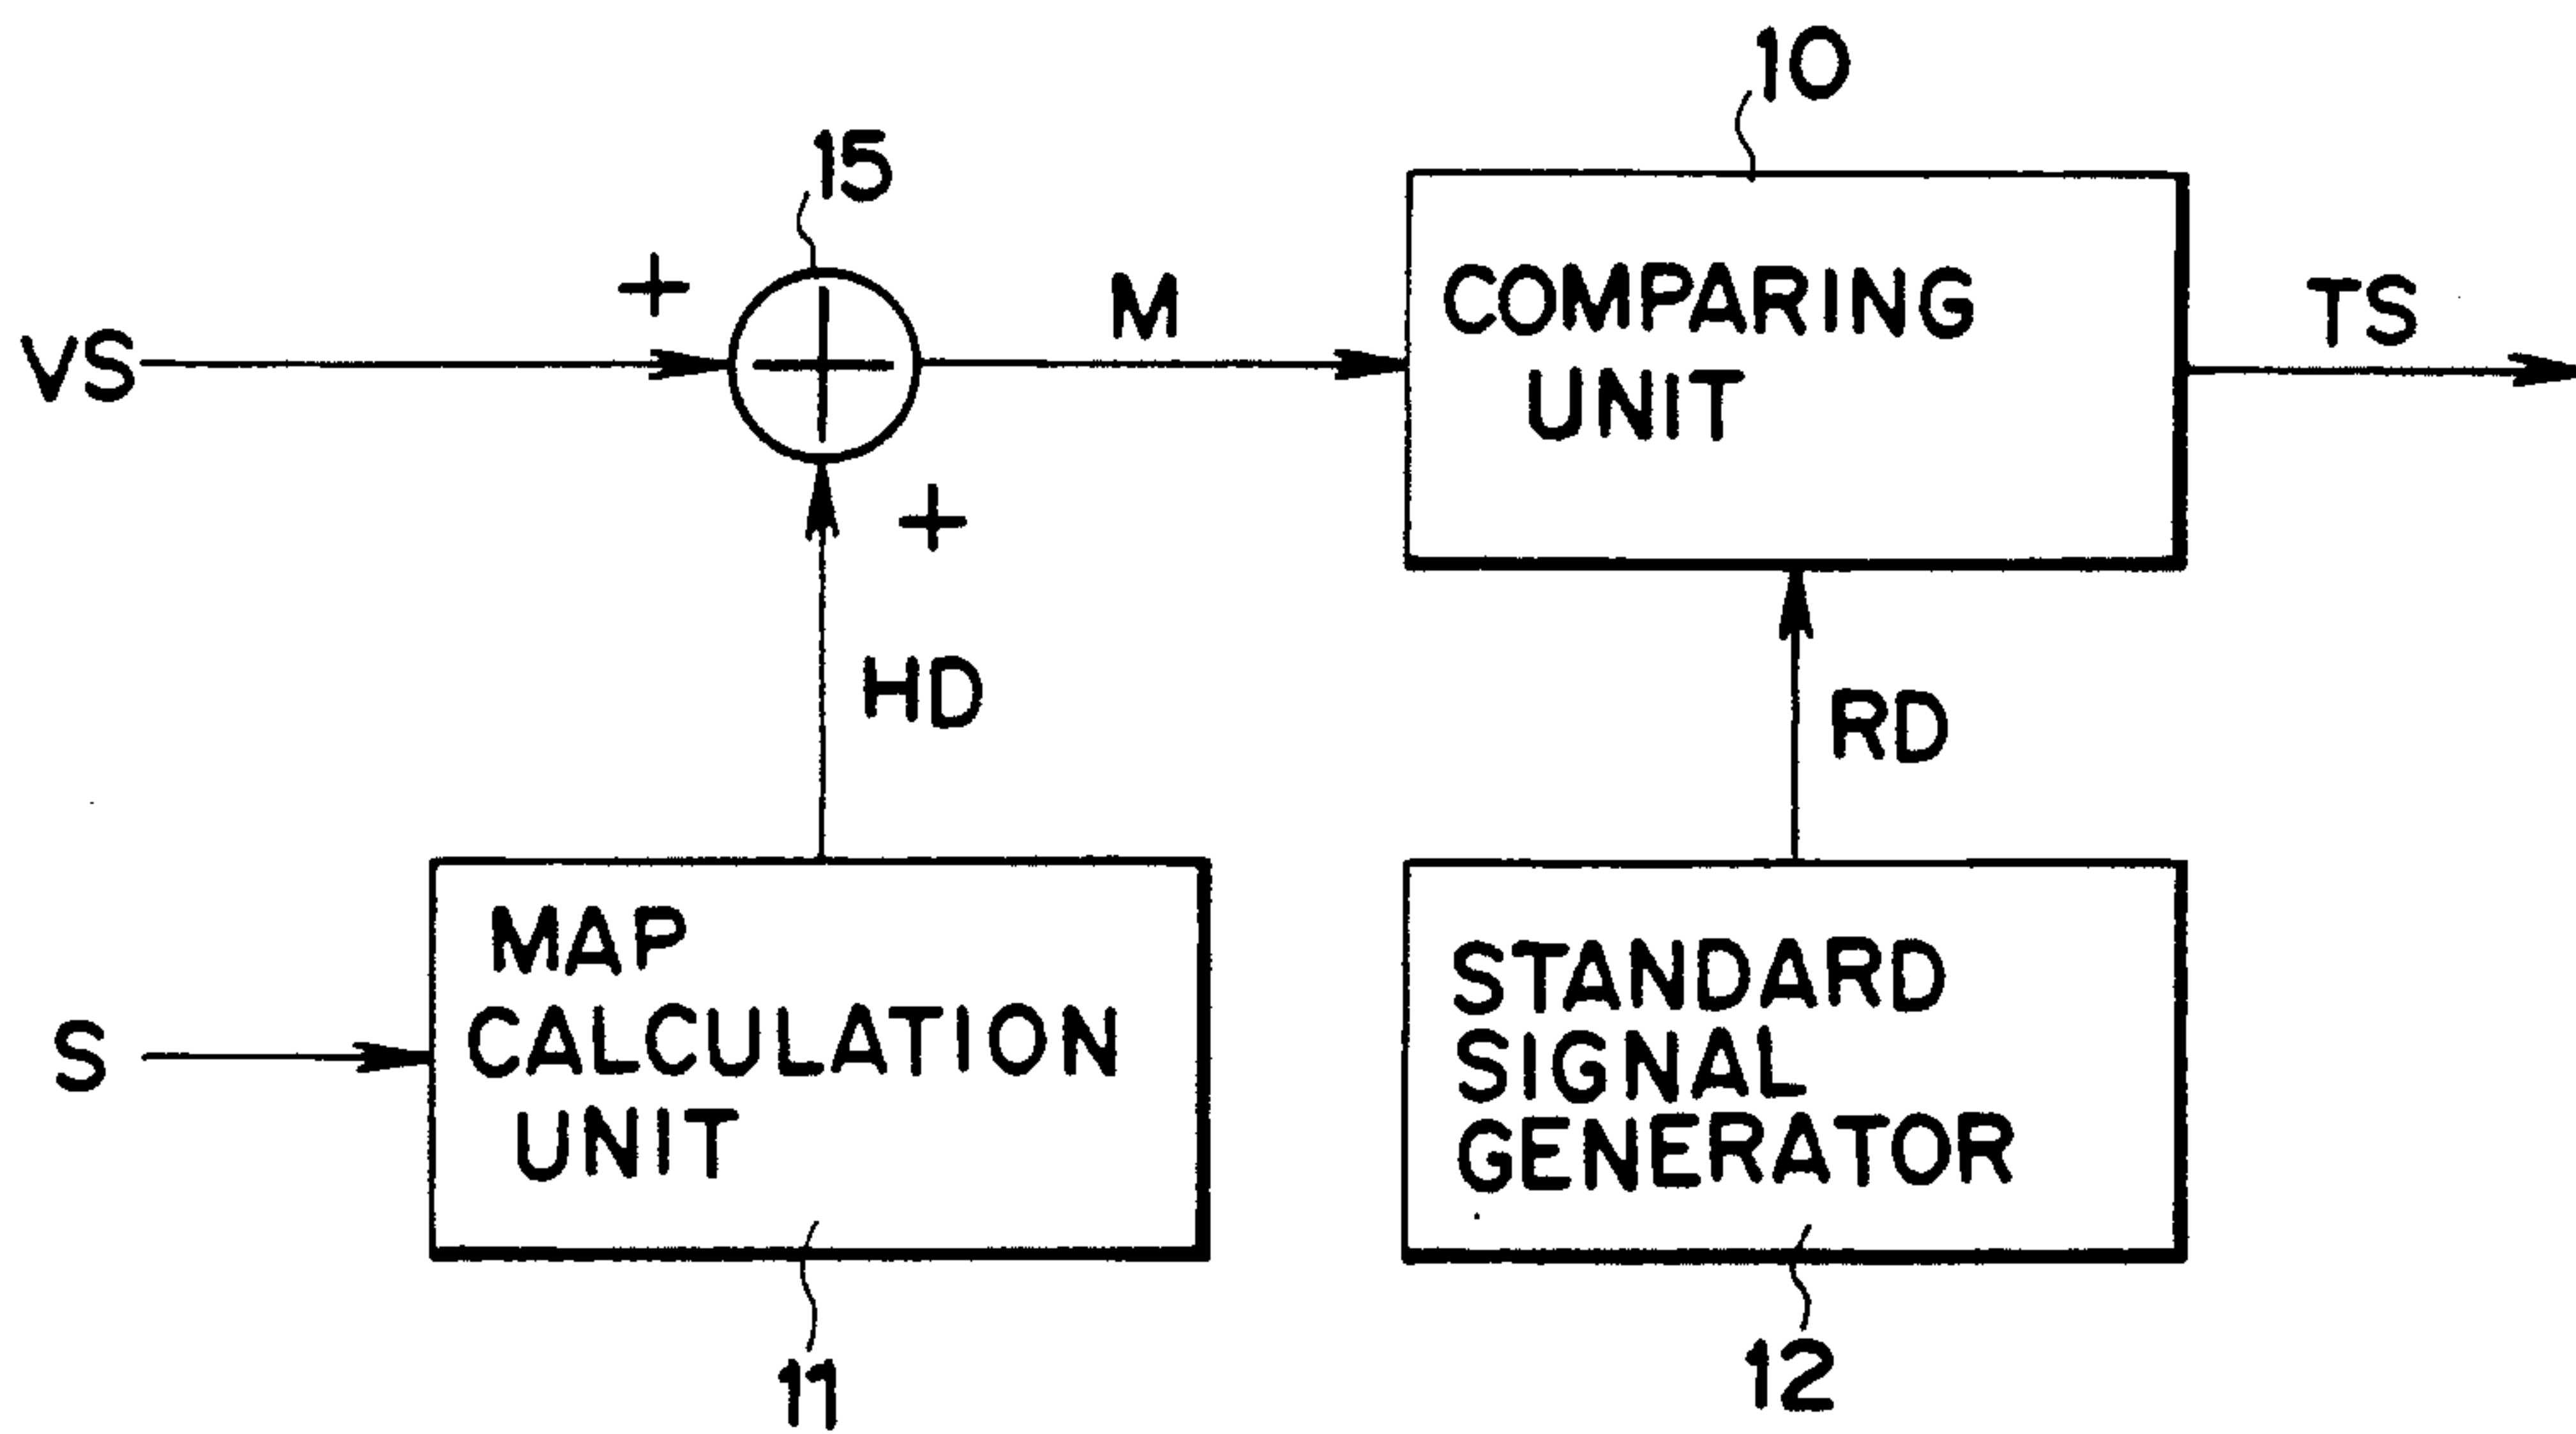 10
15
+
VS
M
COMPARING
UNIT
TS
+
HD
RD
MAP
CALCULATION
UNIT
S
STANDARD
SIGNAL
GENERATOR
11
12